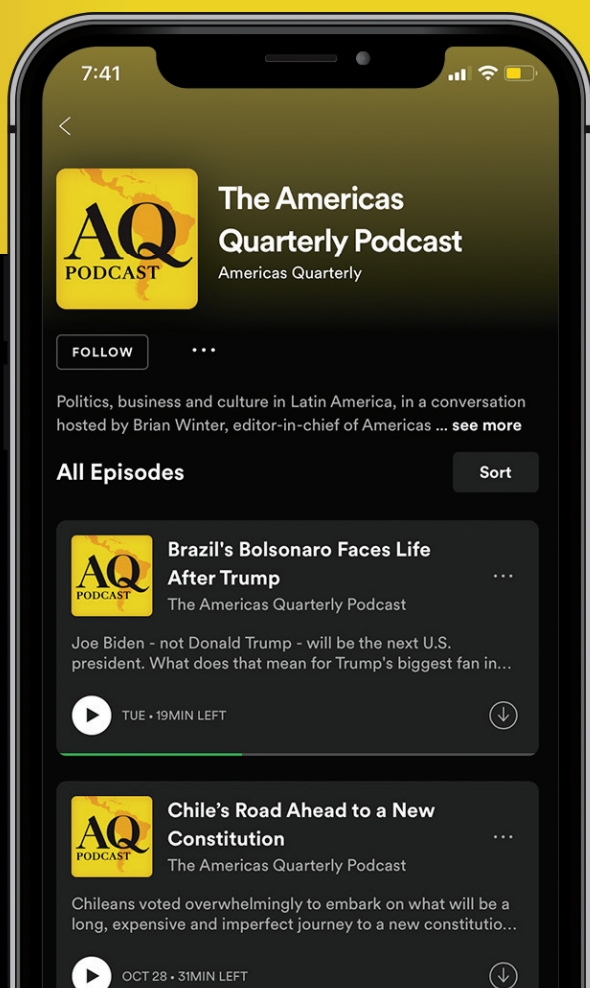 7:41
AQ
PODCAST
The Americas
Quarterly Podcast
Americas Quarterly
FOLLOW
Politics, business and culture in Latin America, in a conversation
hosted by Brian Winter, editor-in-chief of Americas ... see more
All Episodes
Sort
AQ
PODCAST
Brazil's Bolsonaro Faces Life
After Trump
The Americas Quarterly Podcast
Joe Biden - not Donald Trump - will be the next U.S.
president. What does that mean for Trump's biggest fan in...
TUE • 19MIN LEFT
AQ
PODCAST
Chile’s Road Ahead to a New
Constitution
The Americas Quarterly Podcast
Chileans voted overwhelmingly to embark on what will be a
long, expensive and imperfect journey to a new constitutio...
OCT 28 • 31MIN LEFT